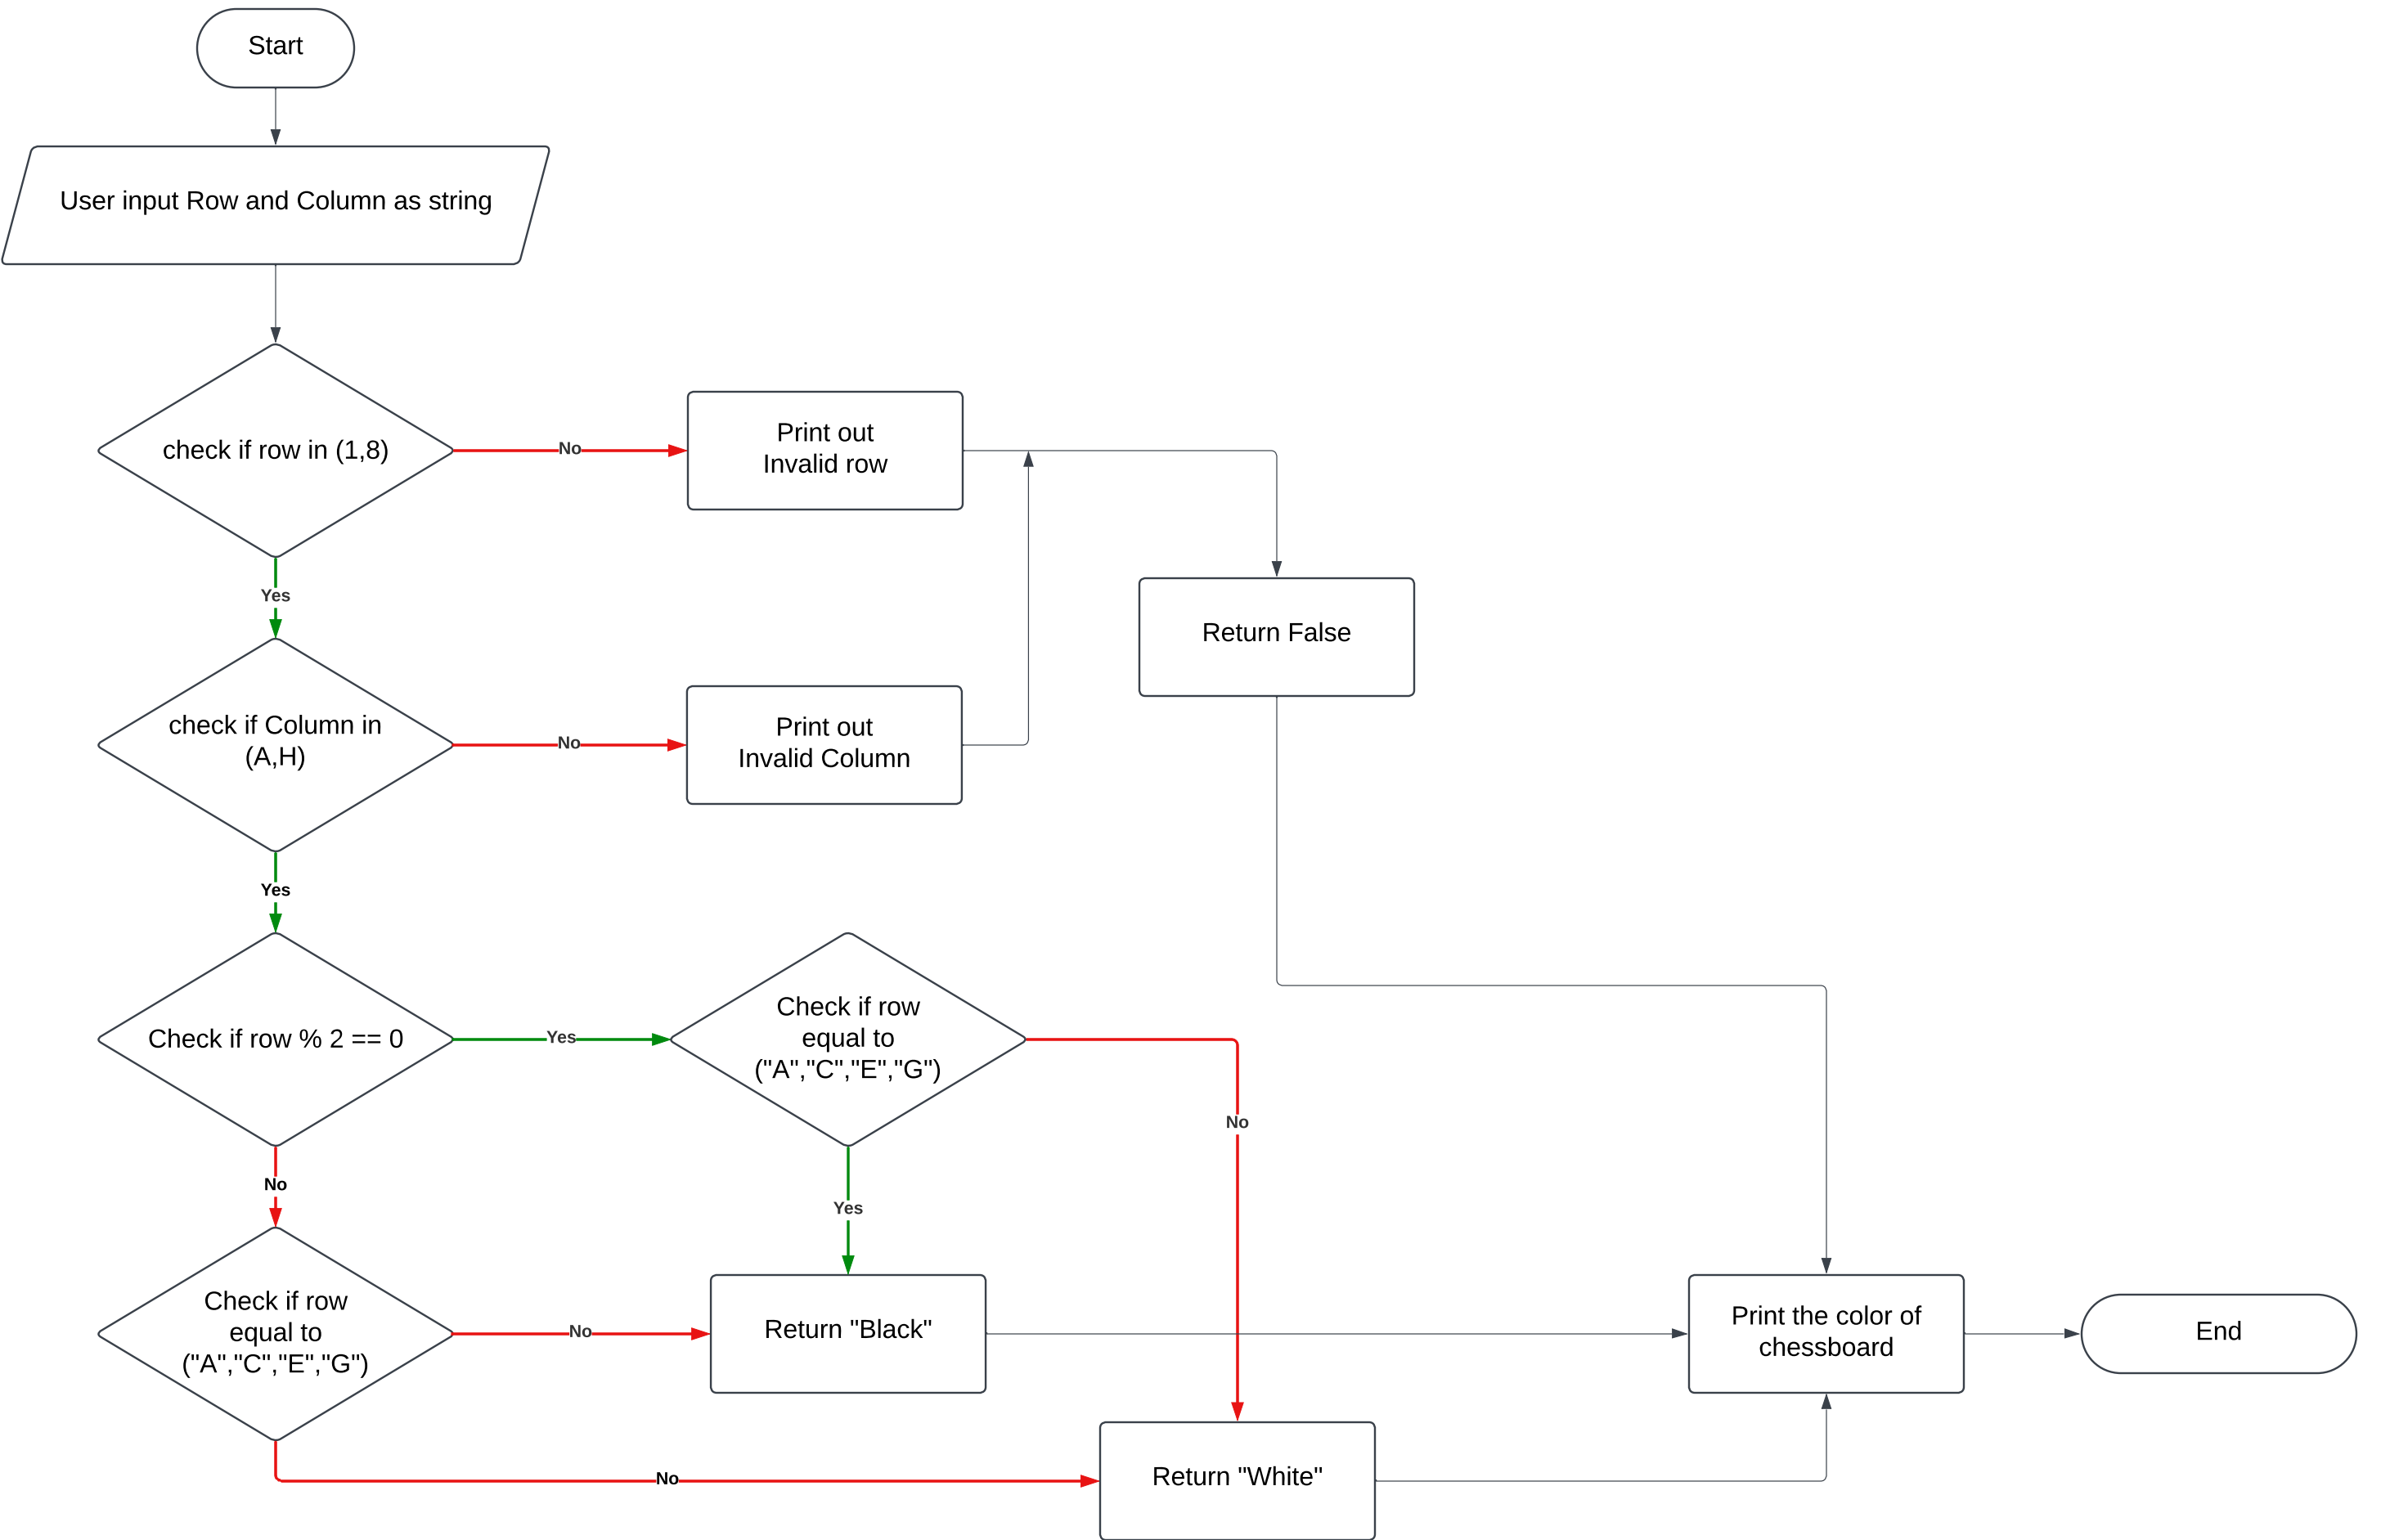 Start
User input Row and Column as string
check if row in (1,8)
No
Print out
Invalid row
Yes
Return False
check if Column in
(A,H)
No
Print out
Invalid Column
Yes
Check if row % 2 == 0
Yes
Check if row
equal to
("A","C","E","G")
No
No
Yes
Check if row
equal to
("A","C","E","G")
No
Return "Black"
Print the color of
chessboard
End
No
Return "White"